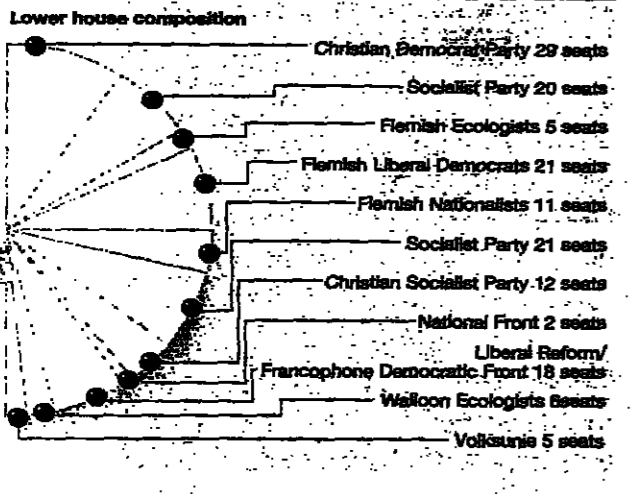 Lower house composition
Christian Democrat Party 29 seats
Socialist Party 20 seats
Flemish Ecologists 5 seats
Flemish Liberal Democrats 21 seats
Flemish Nationalists 11 seats
Socialist Party 21 seats
Christian Socialist Party 12 seats
National Front 2 seats
Liberal Reform/
Francophone Democratic Front 18 seats
Walloon Ecologists 6seats
Volksunie 5 seats